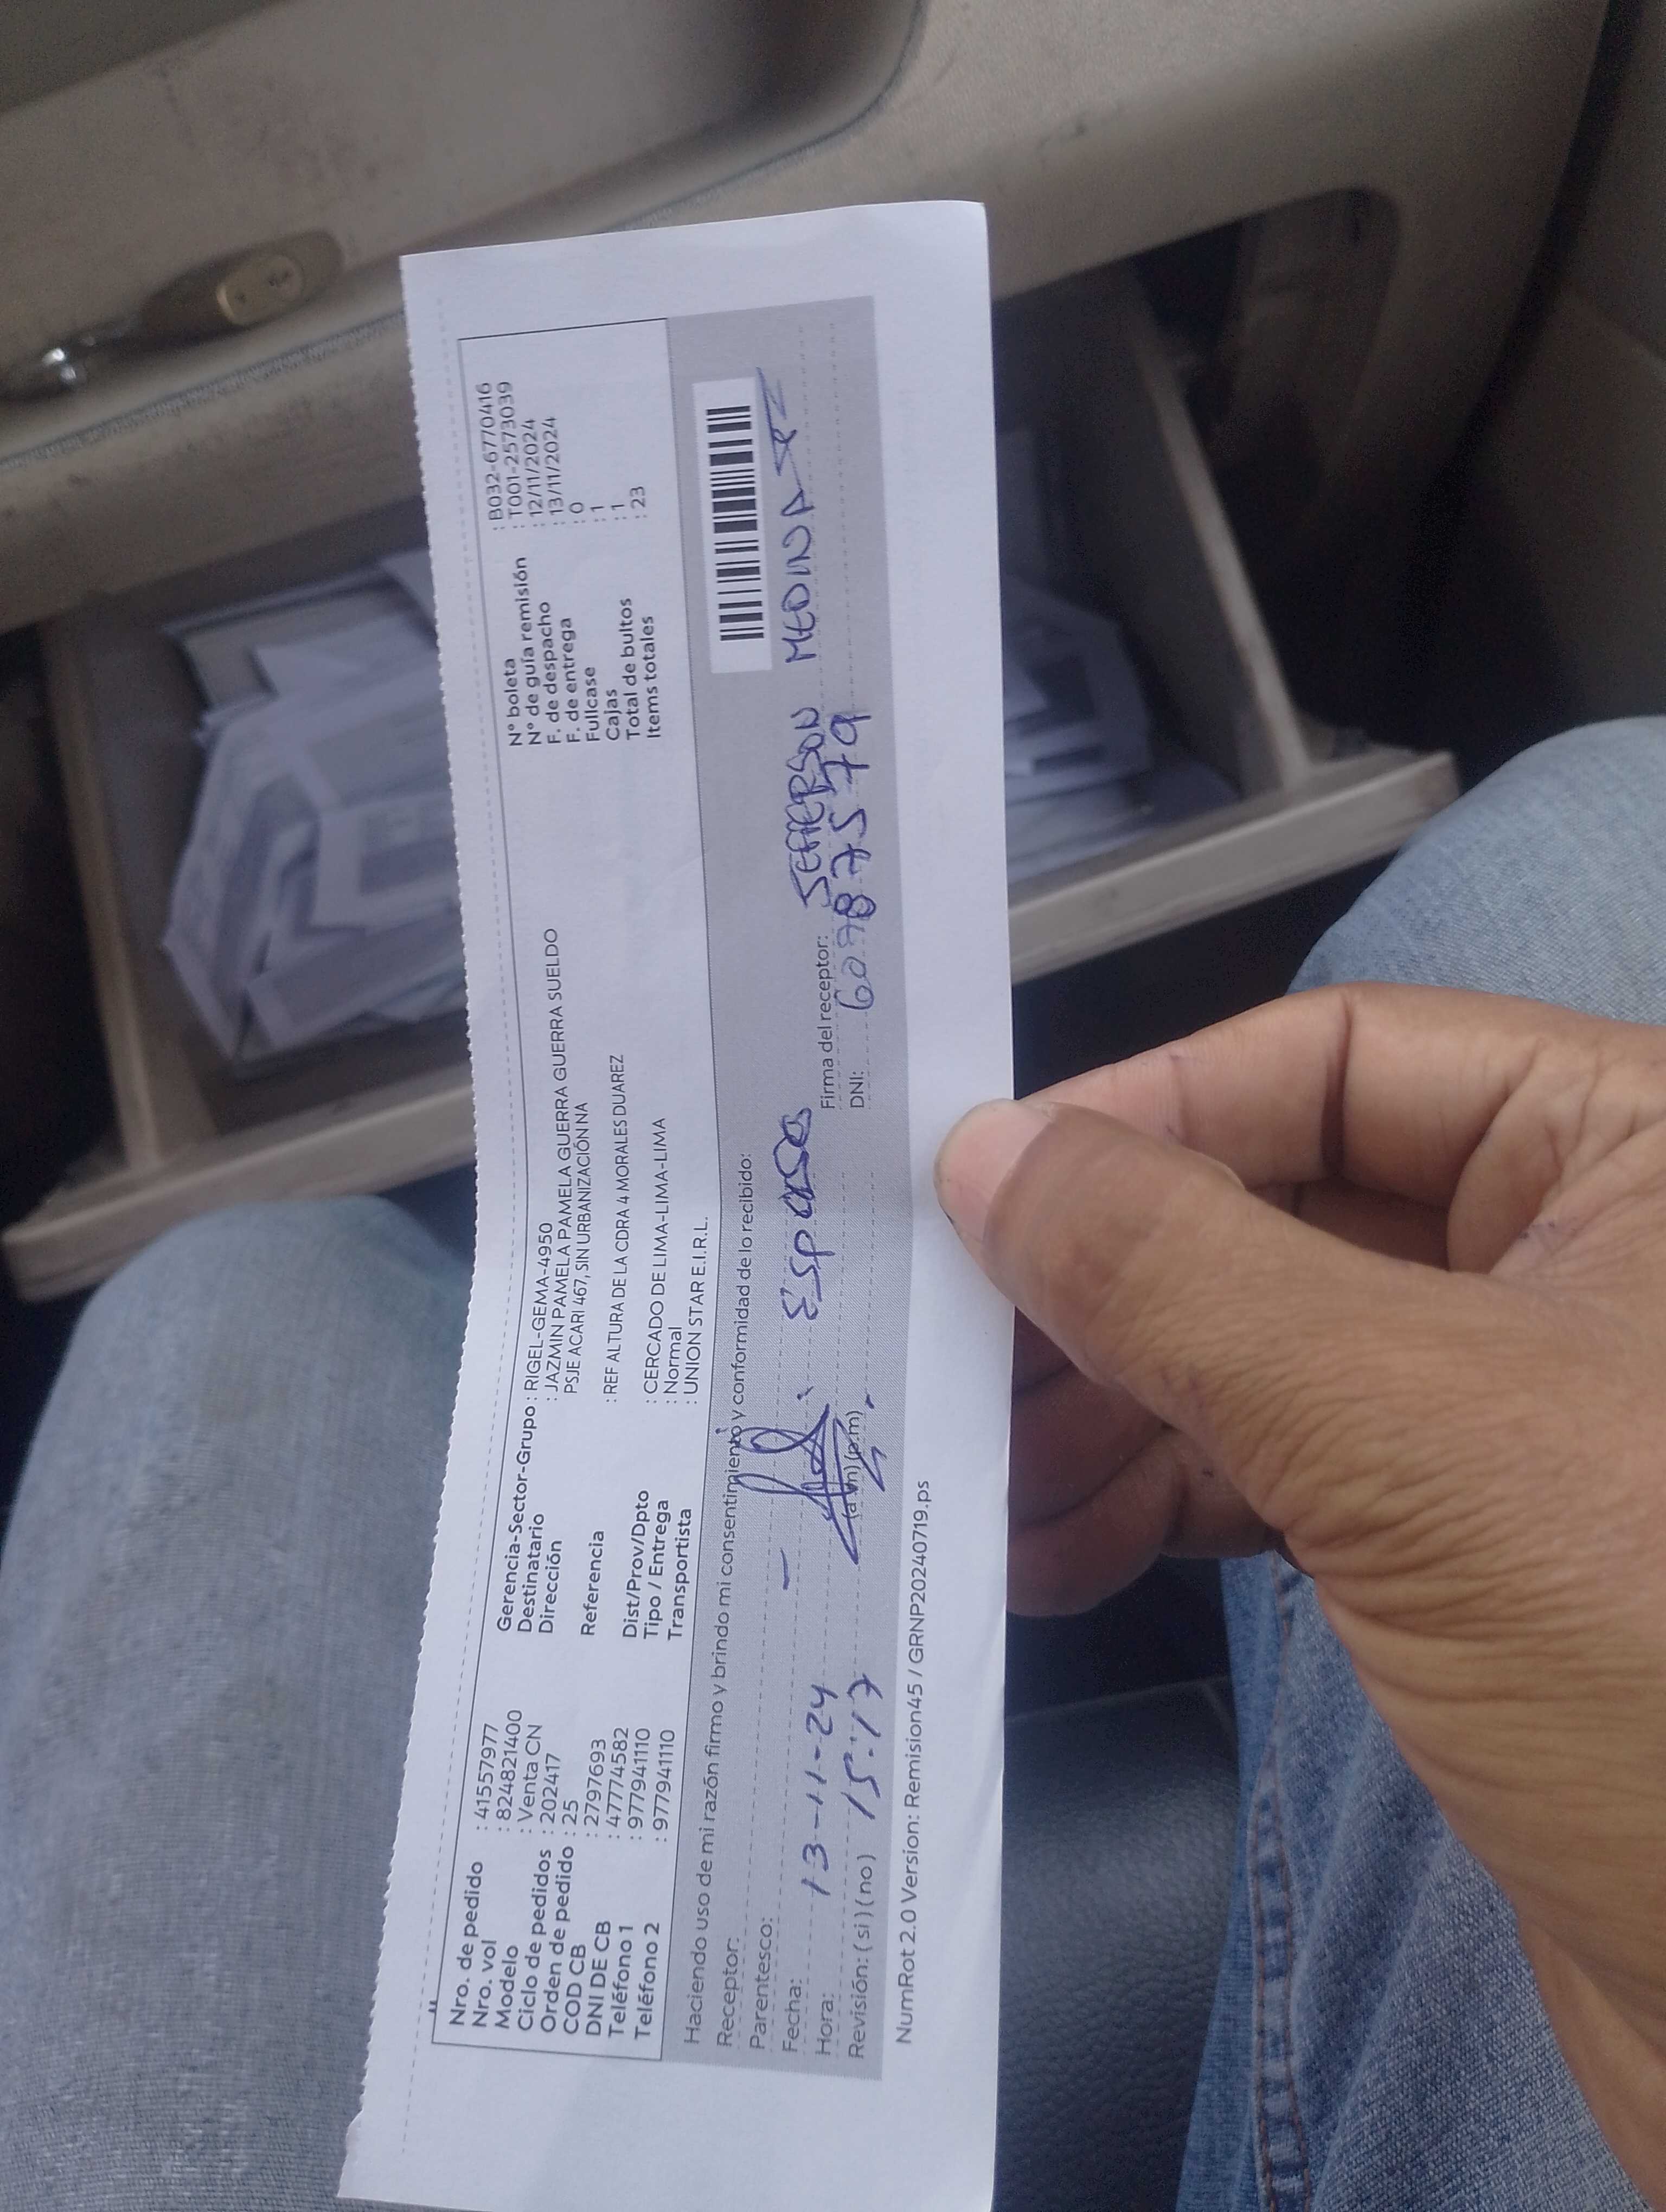 Nro. de pedido : 41557977
Nro. vol : 824821400
Modelo : Venta CN
Ciclo de pedidos : 202417
Orden de pedido : 25
COD CB : 2797693
DNI DE CB : 47774582
Teléfono 1 : 977941110
Teléfono 2 : 977941110
Gerencia-Sector-Grupo : RIGEL-GEMA-4950
Destinatario : JAZMIN PAMELA PAMELA GUERRA GUERRA SUELDO
Dirección PSJE ACARI 467, SIN URBANIZACIÓN NA
Referencia : REF ALTURA DE LA CDRA 4 MORALES DUAREZ
Dist/Prov/Dpto : CERCADO DE LIMA-LIMA-LIMA
Tipo / Entrega : Normal
Transportista : UNION STAR E.I.R.L.
N° boleta : B032-6770416
N° de guía remisión : T001-2573039
F. de despacho : 12/11/2024
F. de entrega : 13/11/2024
Fullcase : 0
Cajas : 1
Total de bultos : 1
Items totales : 23
Haciendo uso de mi razón firmo y brindo mi consentimiento y conformidad de lo recibido:
Receptor:
Parentesco: Esposo
Fecha: 13-11-24
Firma del receptor: JEFFERSON MEDINA
Hora: 15:17 (a.m) (p.m)
DNI: 60787579
Revisión: (si) (no)
NumRot 2.0 Version: Remision45 / GRNP20240719.ps